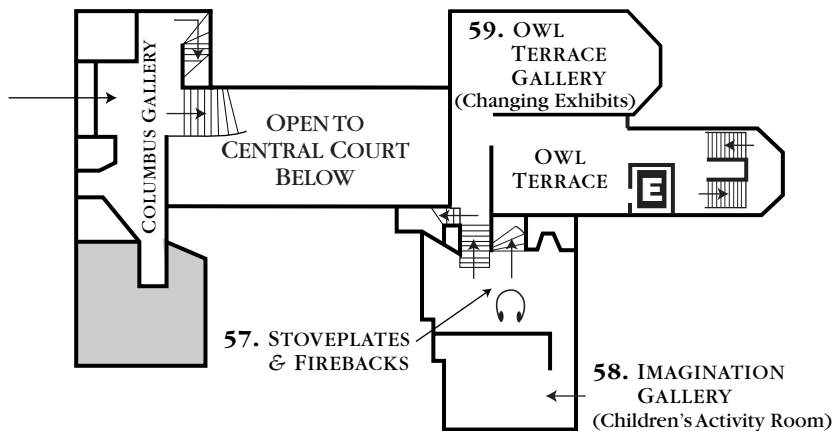 59. OWL
TERRACE
GALLERY
(Changing Exhibits)
COLUMBUS GALLERY
OPEN TO
CENTRAL COURT
BELOW
OWL
TERRACE
E
57. STOVEPLATES
& FIREBACKS
58. IMAGINATION
GALLERY
(Children's Activity Room)